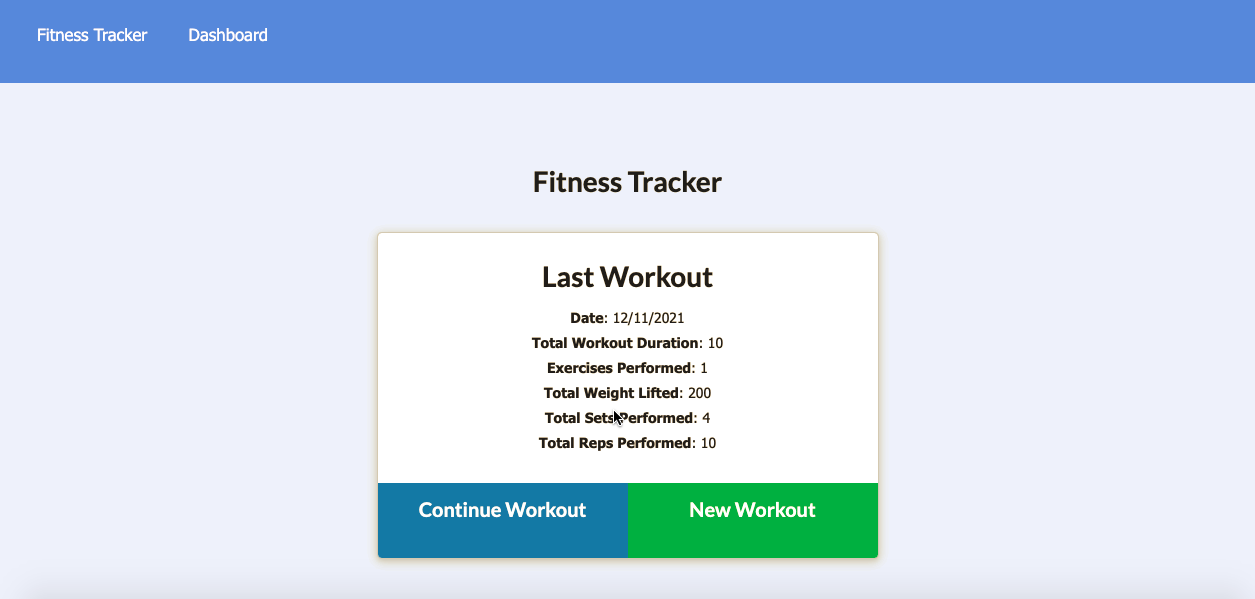 Fitness Tracker Dashboard
Fitness Tracker
Last Workout
Date: 12/11/2021
Total Workout Duration: 10
Exercises Performed: 1
Total Weight Lifted: 200
Total Sets Performed: 4
Total Reps Performed: 10
Continue Workout New Workout